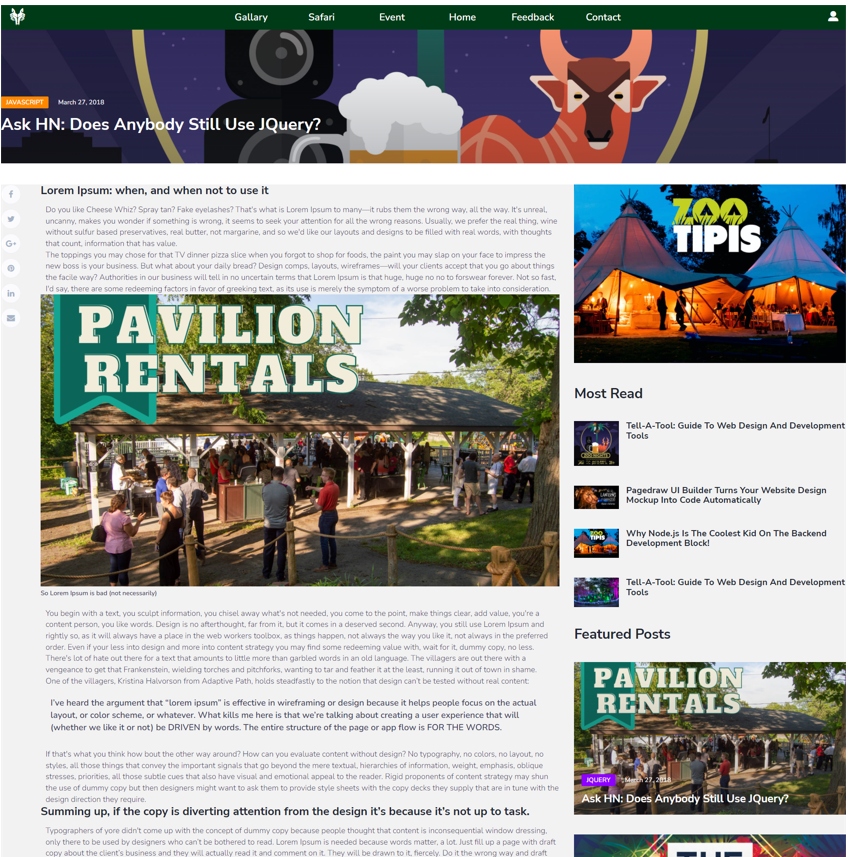 Gallary Safari Event Home Feedback Contact
JAVASCRIPT March 27, 2018
Ask HN: Does Anybody Still Use JQuery?
Lorem Ipsum: when, and when not to use it
Do you like Cheese Whiz? Spray tan? Fake eyelashes? That's what is Lorem Ipsum to many—it rubs them the wrong way, all the way. It's unreal,
uncanny, makes you wonder if something is wrong, it seems to seek your attention for all the wrong reasons. Usually, we prefer the real thing, wine
without sulfur based preservatives, real butter, not margarine, and so we'd like our layouts and designs to be filled with real words, with thoughts
that count, information that has value.
The toppings you may chose for that TV dinner pizza slice when you forgot to shop for foods, the paint you may slap on your face to impress the
new boss is your business. But what about your daily bread? Design comps, layouts, wireframes—will your clients accept that you go about things
the facile way? Authorities in our business will tell in no uncertain terms that Lorem Ipsum is that huge, huge no no to forswear forever. Not so fast,
I'd say, there are some redeeming factors in favor of greeking text, as its use is merely the symptom of a worse problem to take into consideration.
PAVILION
RENTALS
So Lorem Ipsum is bad (not necessarily)
You begin with a text, you sculpt information, you chisel away what's not needed, you come to the point, make things clear, add value, you're a
content person, you like words. Design is no afterthought, far from it, but it comes in a deserved second. Anyway, you still use Lorem Ipsum and
rightly so, as it will always have a place in the web workers toolbox, as things happen, not always the way you like it, not always in the preferred
order. Even if your less into design and more into content strategy you may find some redeeming value with, wait for it, dummy copy, no less.
There's lot of hate out there for a text that amounts to little more than garbled words in an old language. The villagers are out there with a
vengeance to get that Frankenstein, wielding torches and pitchforks, wanting to tar and feather it at the least, running it out of town in shame.
One of the villagers, Kristina Halvorson from Adaptive Path, holds steadfastly to the notion that design can't be tested without real content:
I've heard the argument that “lorem ipsum” is effective in wireframing or design because it helps people focus on the actual
layout, or color scheme, or whatever. What kills me here is that we're talking about creating a user experience that will
(whether we like it or not) be DRIVEN by words. The entire structure of the page or app flow is FOR THE WORDS.
If that's what you think how bout the other way around? How can you evaluate content without design? No typography, no colors, no layout, no
styles, all those things that convey the important signals that go beyond the mere textual, hierarchies of information, weight, emphasis, oblique
stresses, priorities, all those subtle cues that also have visual and emotional appeal to the reader. Rigid proponents of content strategy may shun
the use of dummy copy but then designers might want to ask them to provide style sheets with the copy decks they supply that are in tune with the
design direction they require.
Summing up, if the copy is diverting attention from the design it's because it's not up to task.
Typographers of yore didn't come up with the concept of dummy copy because people thought that content is inconsequential window dressing,
only there to be used by designers who can't be bothered to read. Lorem Ipsum is needed because words matter, a lot. Just fill up a page with draft
copy about the client's business and they will actually read it and comment on it. They will be drawn to it, fiercely. Do it the wrong way and draft
ZOO
TIPIS
Most Read
Tell-A-Tool: Guide To Web Design And Development
Tools
Pagedraw UI Builder Turns Your Website Design
Mockup Into Code Automatically
ZOO
TIPIS
Why Node.js Is The Coolest Kid On The Backend
Development Block!
Tell-A-Tool: Guide To Web Design And Development
Tools
Featured Posts
PAVILION
RENTALS
JQUERY March 27, 2018
Ask HN: Does Anybody Still Use JQuery?
THE